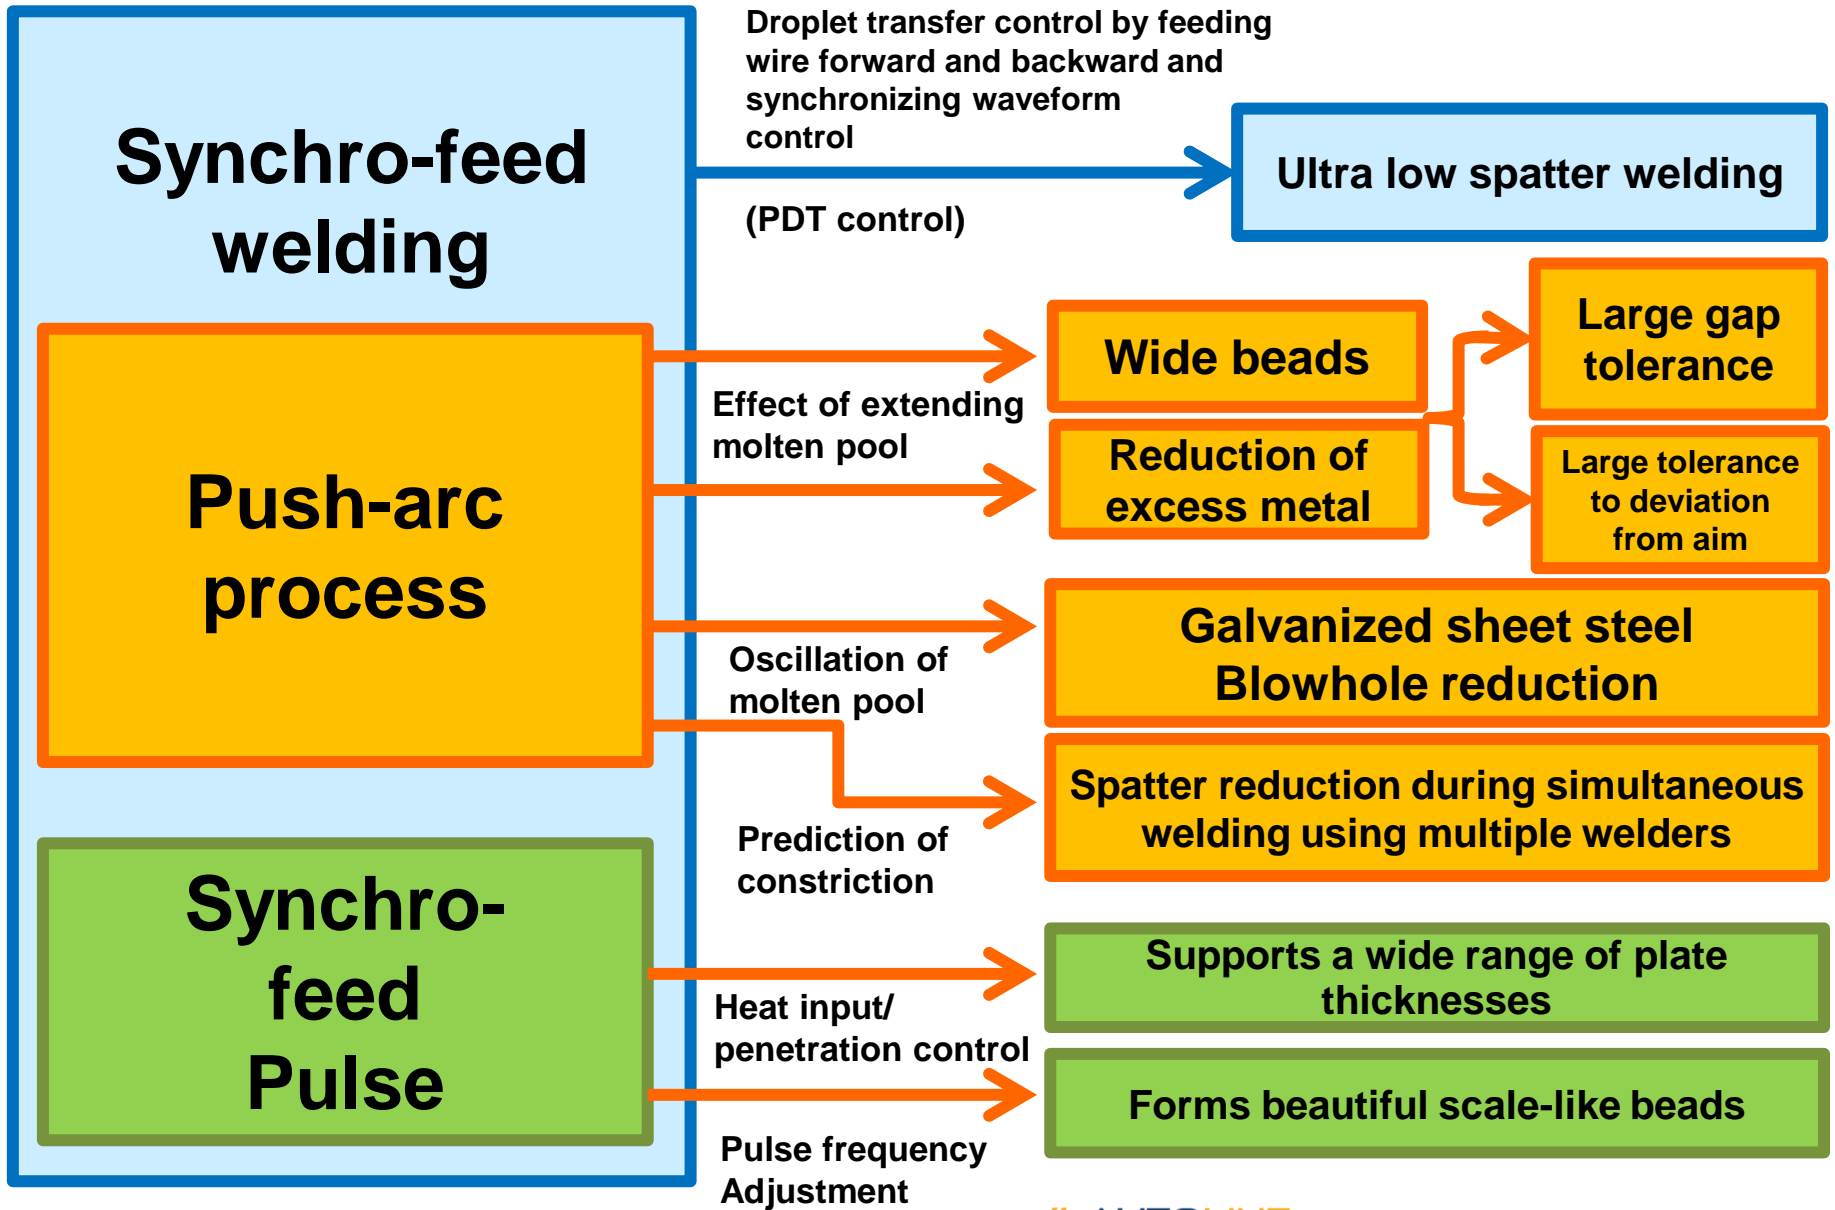 Droplet transfer control by feeding
wire forward and backward and
synchronizing waveform
control
Synchro-feed
welding
Ultra low spatter welding
(PDT control)
Push-arc
process
Wide beads
Large gap
tolerance
Effect of extending
molten pool
Reduction of
excess metal
Large tolerance
to deviation
from aim
Galvanized sheet steel
Blowhole reduction
Oscillation of
molten pool
Spatter reduction during simultaneous
welding using multiple welders
Prediction of
constriction
Synchro-
feed
Pulse
Supports a wide range of plate
thicknesses
Heat input/
penetration control
Forms beautiful scale-like beads
Pulse frequency
Adjustment